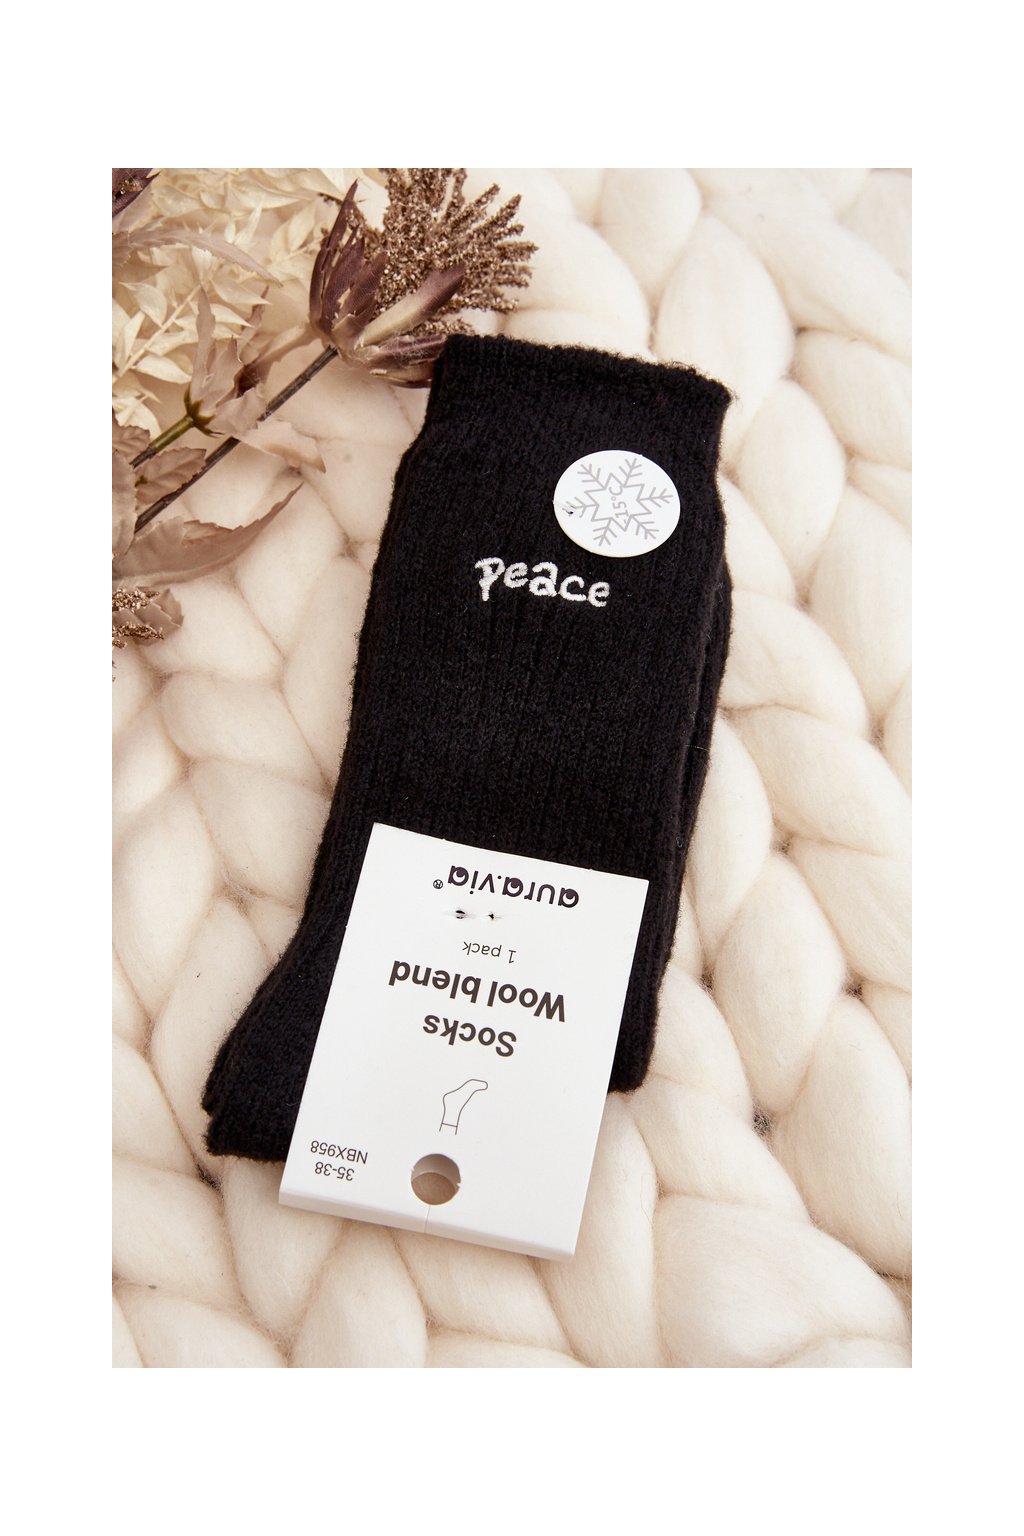 -15°C
peace
aura.via®
1 pack
Wool blend
Socks
35-38
NBX958